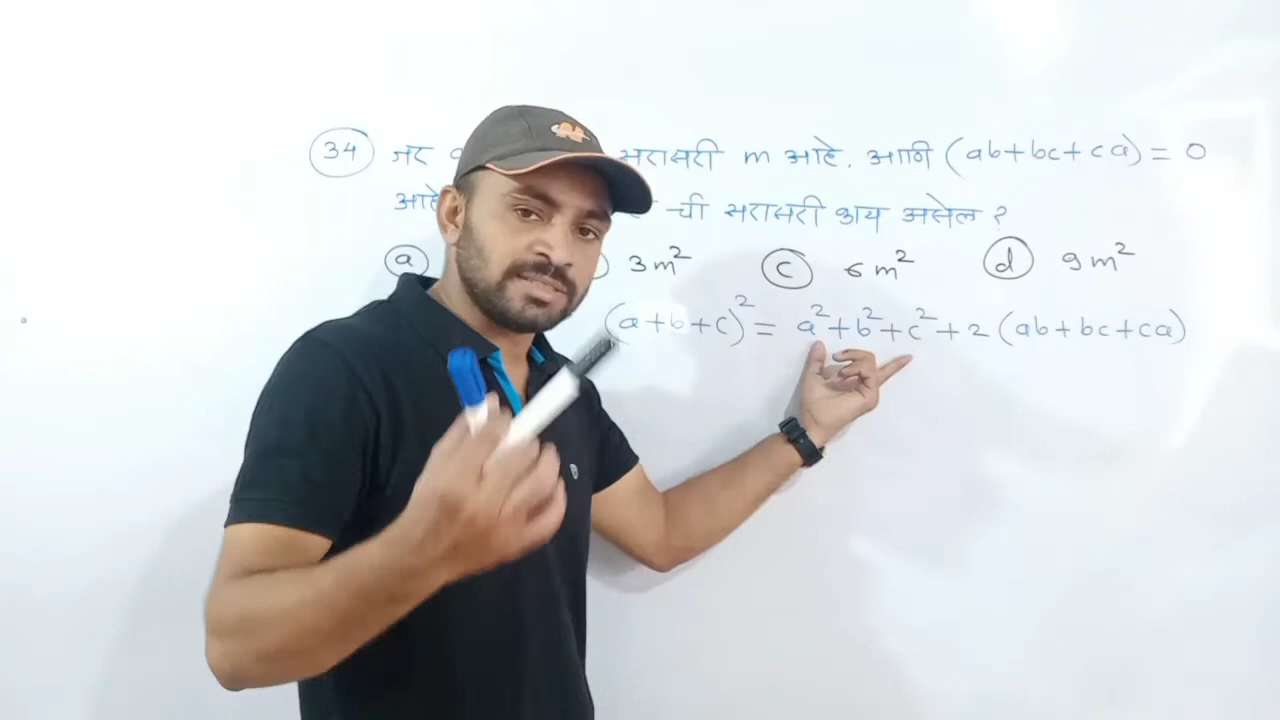 34 जर सरासरी m आहे. आणि (ab+bc+ca) = 0
आहे ची सरासरी काय असेल ?
a 3m² c 6m² d 9m²
(a+b+c)² = a²+b²+c²+2(ab+bc+ca)